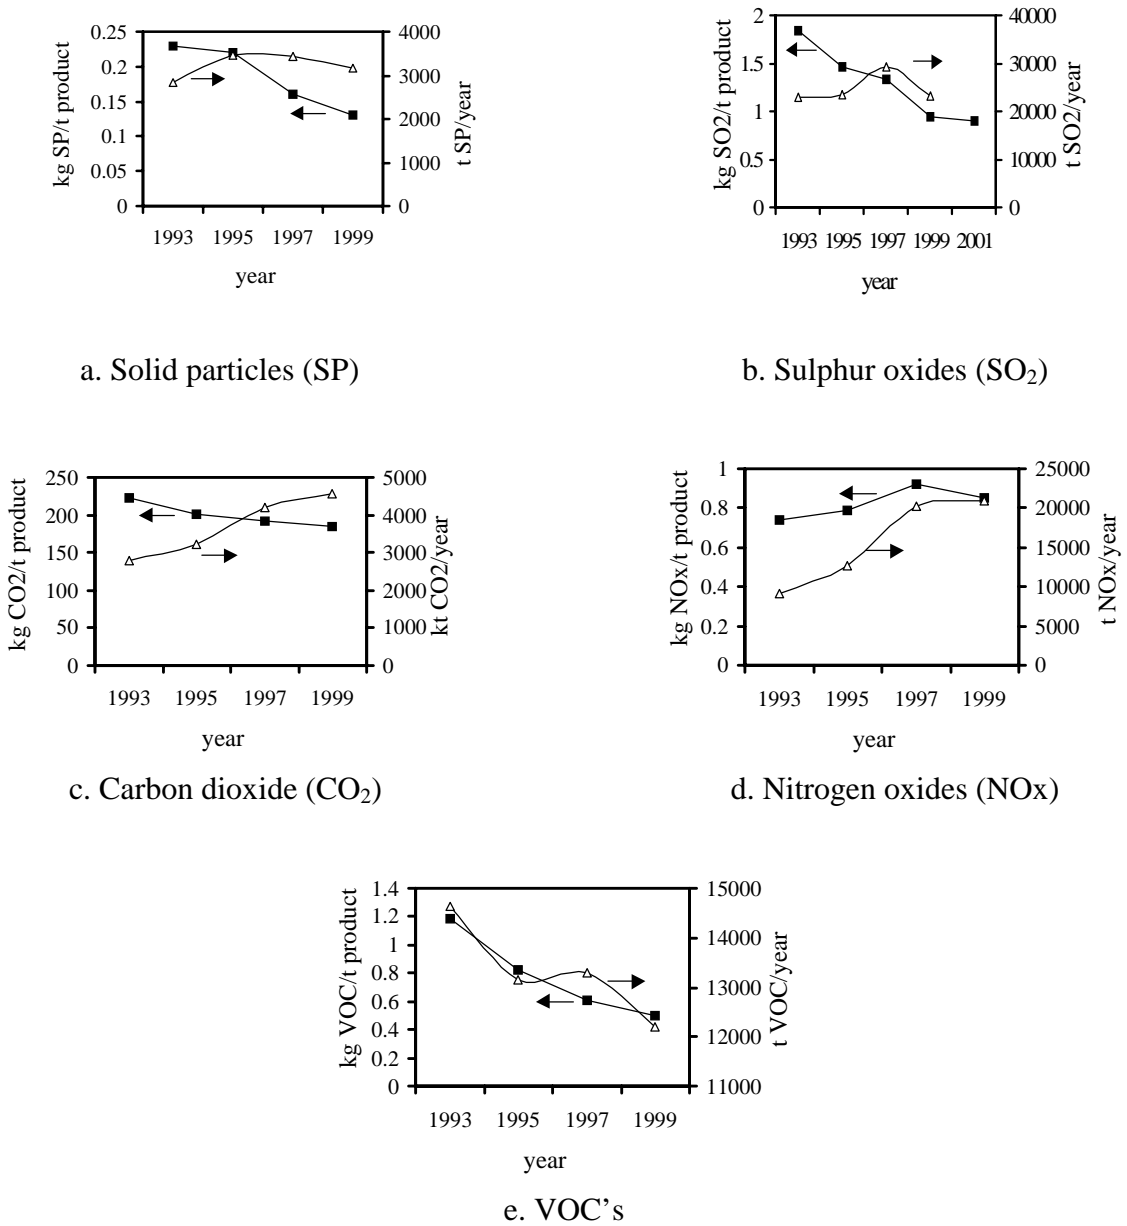 0.25
0.2
0.15
0.1
0.05
0
kg SP/t product
4000
3000
2000
1000
0
t SP/year
1993 1995 1997 1999
year
a. Solid particles (SP)
2
1.5
1
0.5
0
kg SO2/t product
40000
30000
20000
10000
0
t SO2/year
1993 1995 1997 1999 2001
year
b. Sulphur oxides (SO₂)
250
200
150
100
50
0
kg CO2/t product
5000
4000
3000
2000
1000
0
kt CO2/year
1993 1995 1997 1999
year
c. Carbon dioxide (CO₂)
1
0.8
0.6
0.4
0.2
0
kg NOx/t product
25000
20000
15000
10000
5000
0
t NOx/year
1993 1995 1997 1999
year
d. Nitrogen oxides (NOx)
1.4
1.2
1
0.8
0.6
0.4
0.2
0
kg VOC/t product
15000
14000
13000
12000
11000
t VOC/year
1993 1995 1997 1999
year
e. VOC's